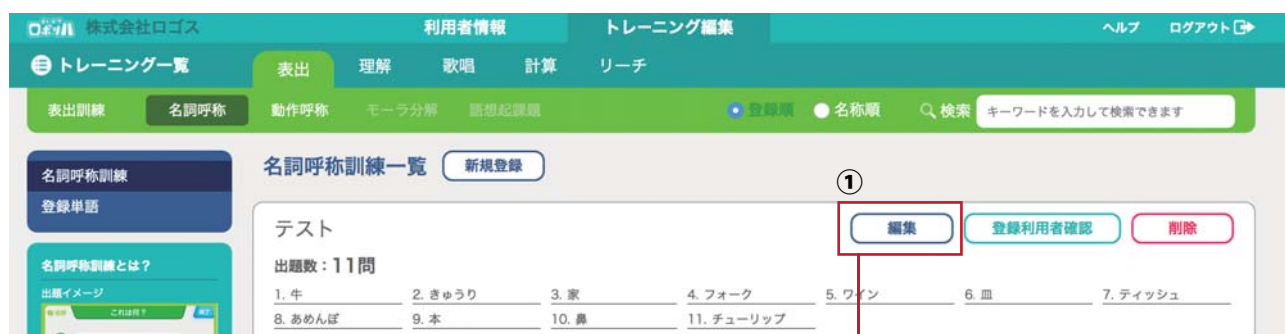 ロゴリハ 株式会社ロゴス 利用者情報 トレーニング編集 ヘルプ ログアウト
トレーニング一覧 表出 理解 歌唱 計算 リーチ
表出訓練 名詞呼称 動作呼称 モーラ分解 語想起課題 登録順 名称順 検索 キーワードを入力して検索できます
名詞呼称訓練
登録単語
名詞呼称訓練一覧 新規登録
①
テスト 編集 登録利用者確認 削除
出題数：11問
1. 牛 2. きゅうり 3. 家 4. フォーク 5. ワイン 6. 皿 7. ティッシュ
8. あめんぼ 9. 本 10. 鼻 11. チューリップ
名詞呼称訓練とは？
出題イメージ
これは何？